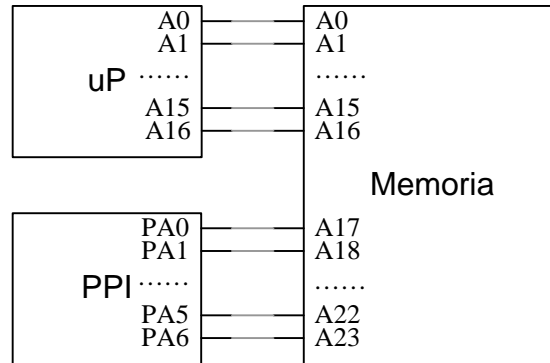 A0 A0
A1 A1
uP ...... ......
A15 A15
A16 A16
Memoria
PA0 A17
PA1 A18
PPI ...... ......
PA5 A22
PA6 A23